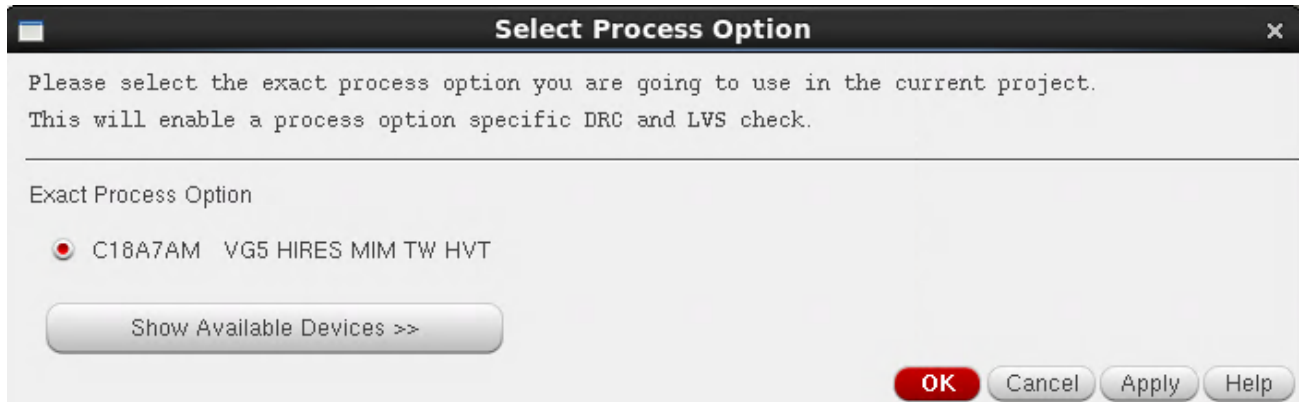 Select Process Option
Please select the exact process option you are going to use in the current project.
This will enable a process option specific DRC and LVS check.
Exact Process Option
C18A7AM VG5 HIRES MIM TW HVT
Show Available Devices >>
OK Cancel Apply Help